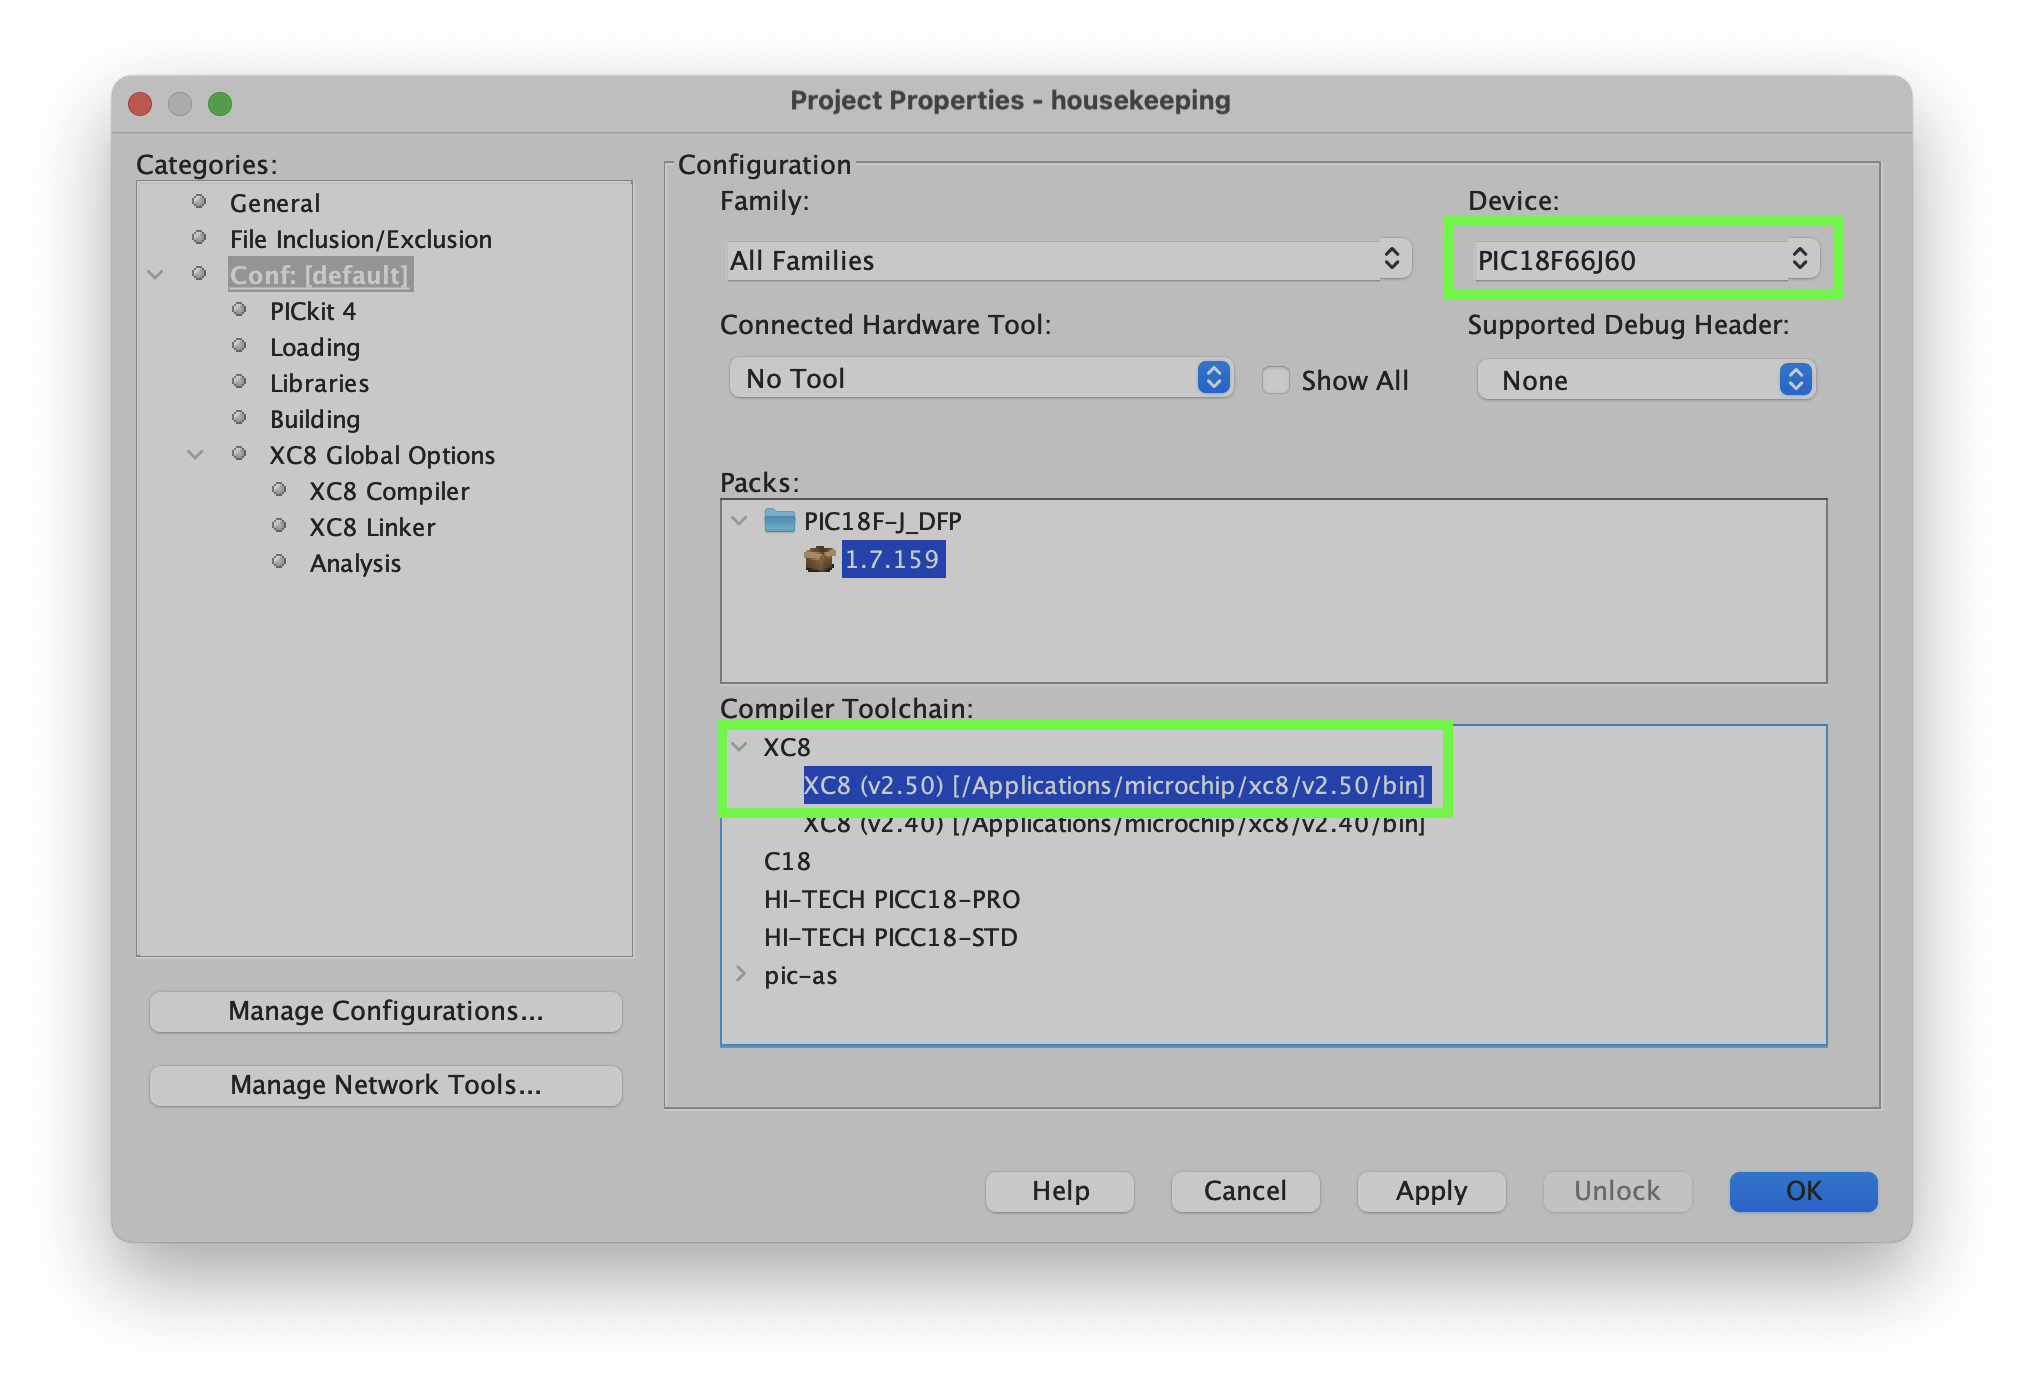 Project Properties - housekeeping
Categories:
General
File Inclusion/Exclusion
Conf: [default]
PICkit 4
Loading
Libraries
Building
XC8 Global Options
XC8 Compiler
XC8 Linker
Analysis
Manage Configurations...
Manage Network Tools...
Configuration
Family:
Device:
All Families
PIC18F66J60
Connected Hardware Tool:
Supported Debug Header:
No Tool
Show All
None
Packs:
PIC18F-J_DFP
1.7.159
Compiler Toolchain:
XC8
XC8 (v2.50) [/Applications/microchip/xc8/v2.50/bin]
XC8 (v2.40) [/Applications/microchip/xc8/v2.40/bin]
C18
HI-TECH PICC18-PRO
HI-TECH PICC18-STD
pic-as
Help
Cancel
Apply
Unlock
OK